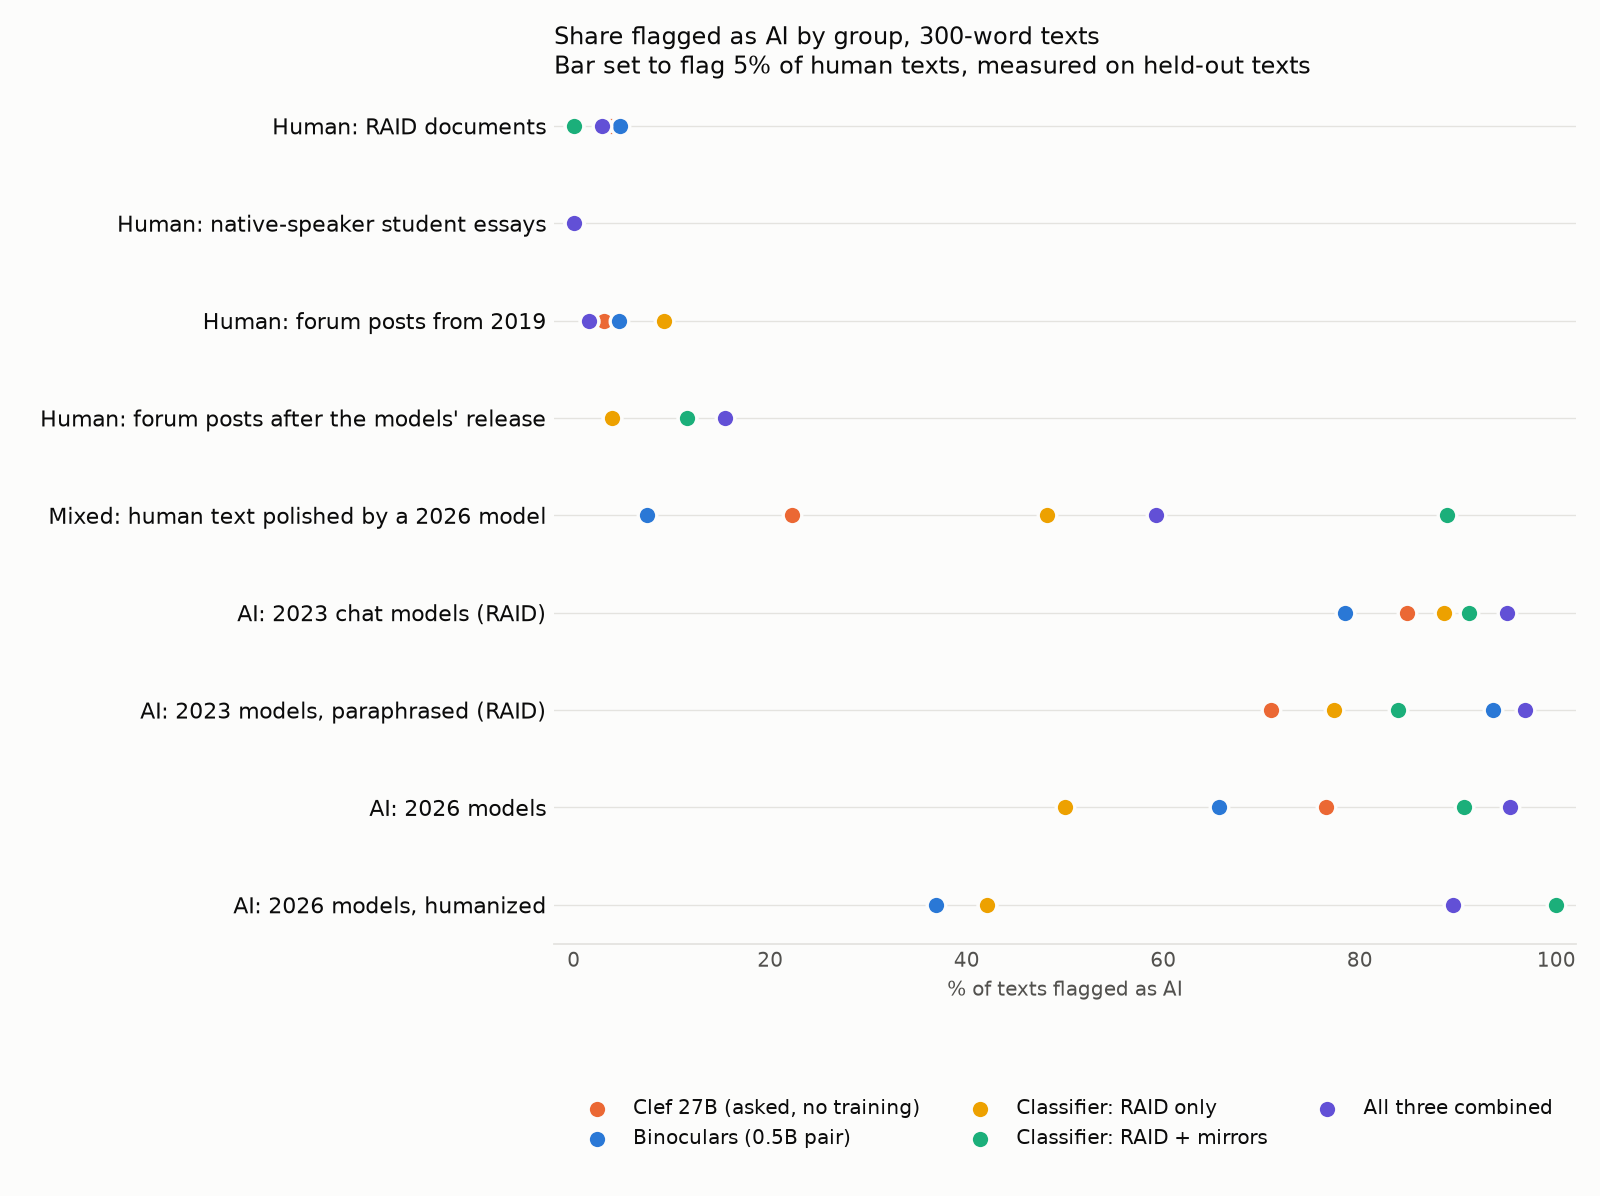 Share flagged as AI by group, 300-word texts
Bar set to flag 5% of human texts, measured on held-out texts
Human: RAID documents
Human: native-speaker student essays
Human: forum posts from 2019
Human: forum posts after the models' release
Mixed: human text polished by a 2026 model
AI: 2023 chat models (RAID)
AI: 2023 models, paraphrased (RAID)
AI: 2026 models
AI: 2026 models, humanized
0 20 40 60 80 100
% of texts flagged as AI
Clef 27B (asked, no training) Classifier: RAID only All three combined
Binoculars (0.5B pair) Classifier: RAID + mirrors